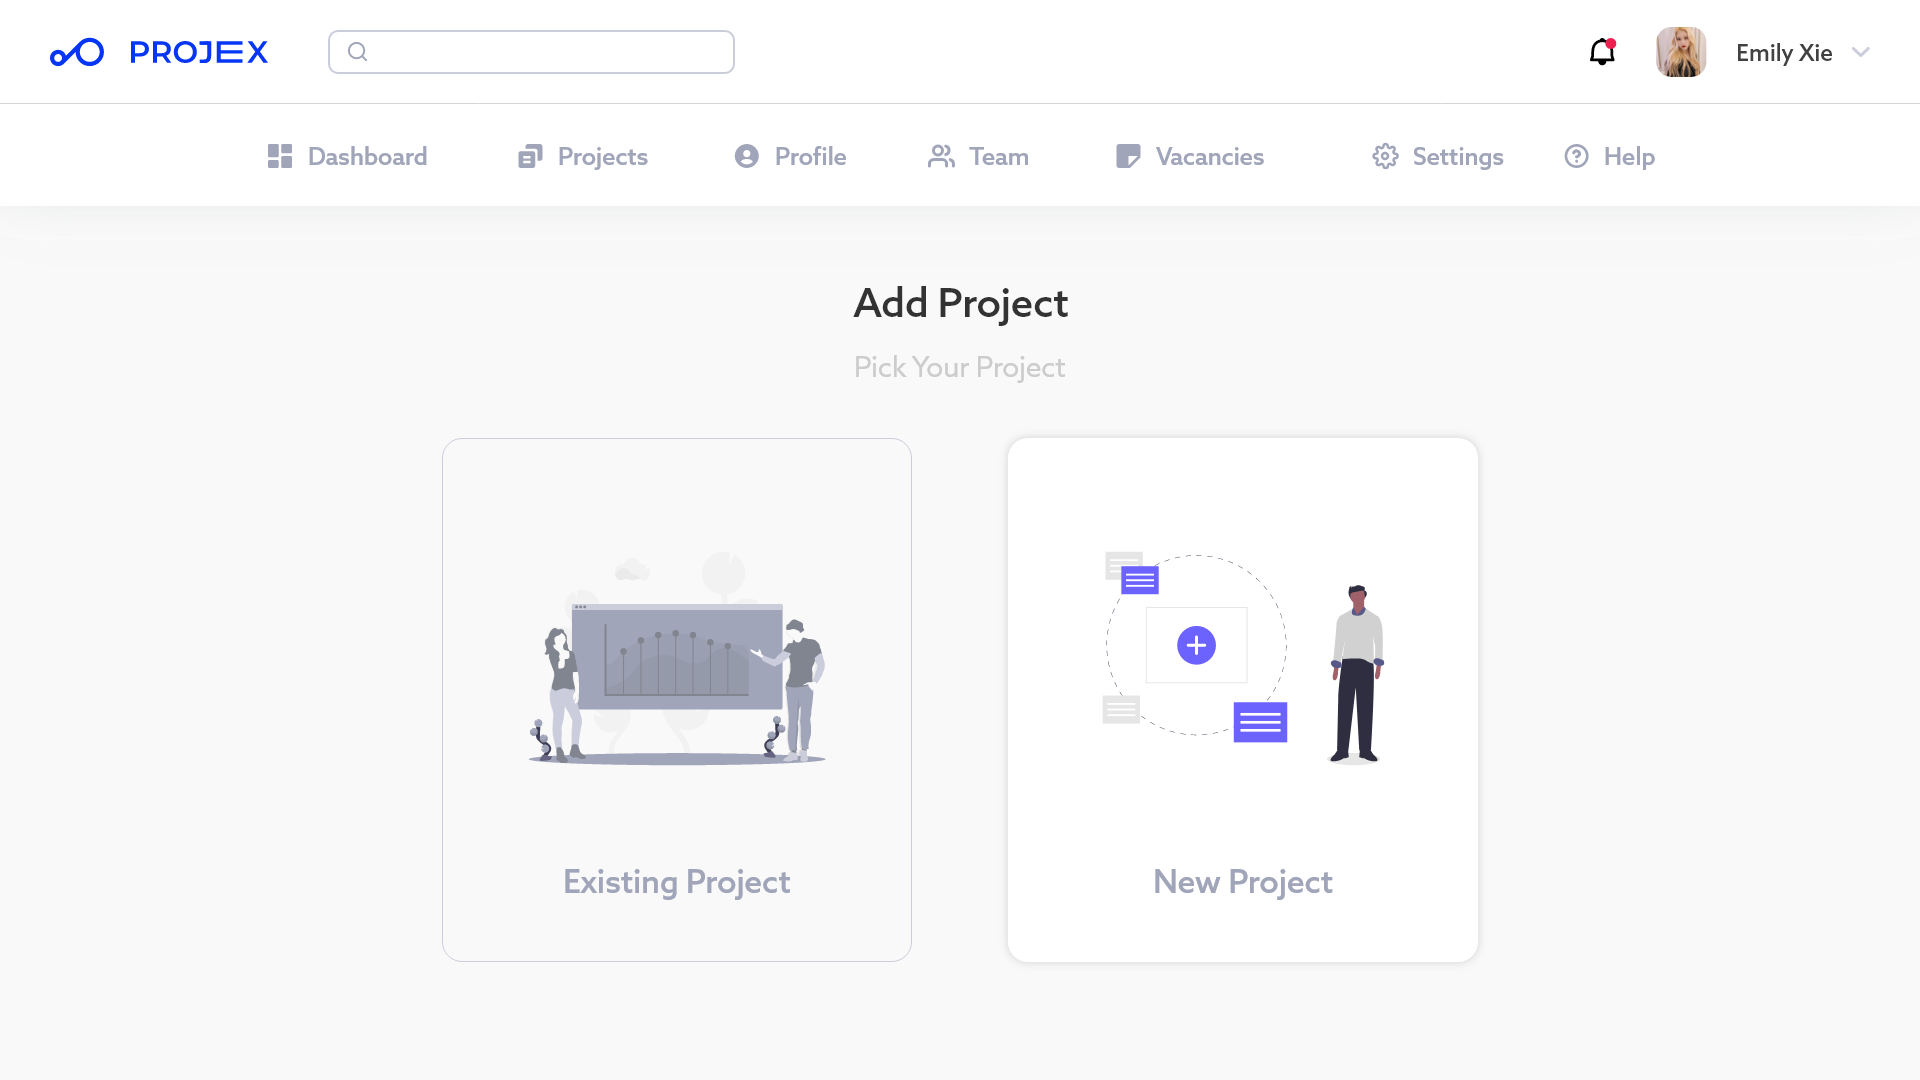 PROJEX
Emily Xie
Dashboard
Projects
Profile
Team
Vacancies
Settings
Help
Add Project
Pick Your Project
Existing Project
New Project